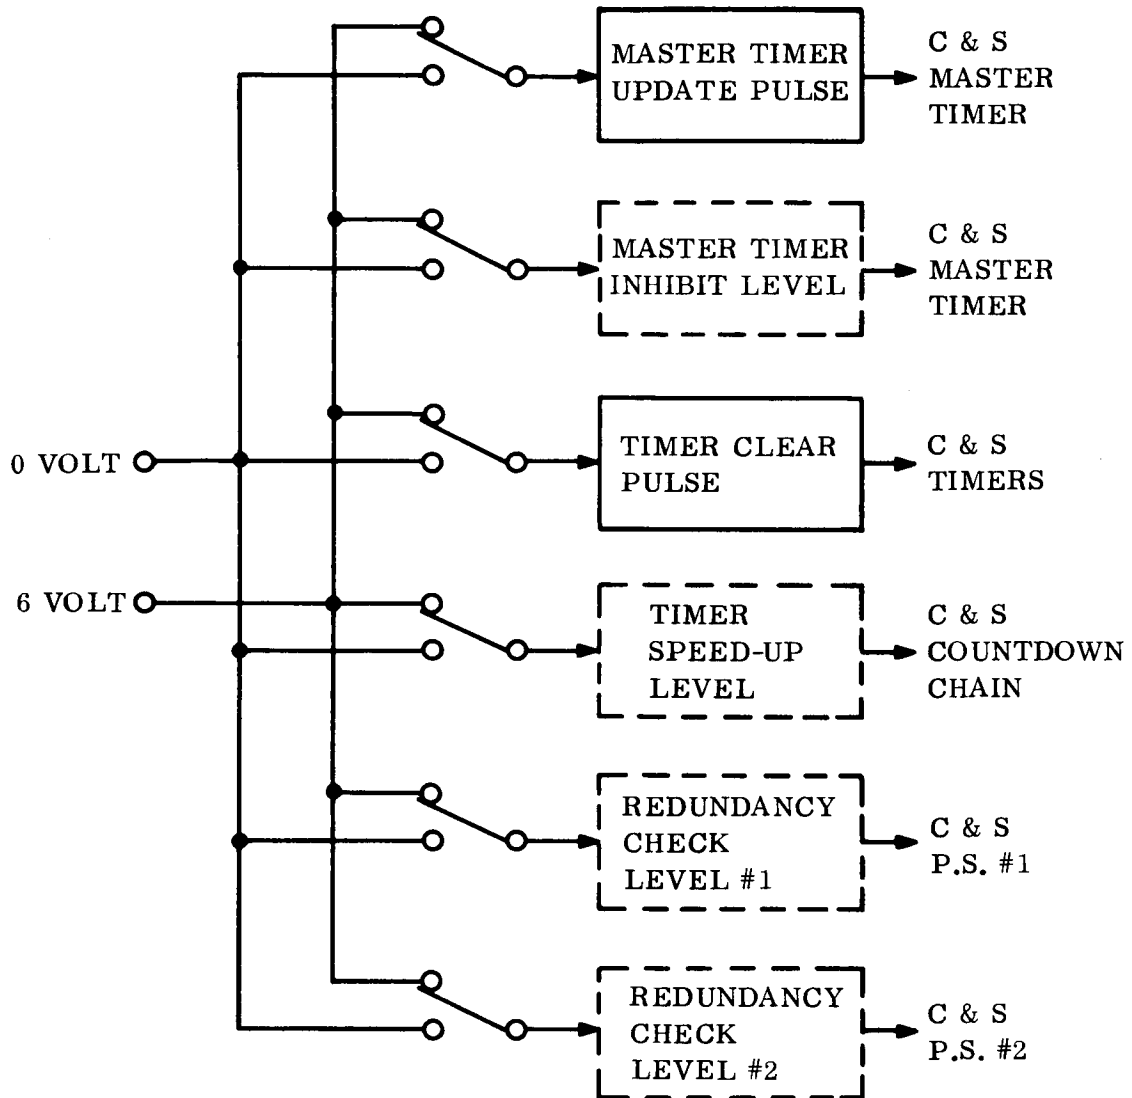 MASTER TIMER
UPDATE PULSE
C & S
MASTER
TIMER
MASTER TIMER
INHIBIT LEVEL
C & S
MASTER
TIMER
0 VOLT
TIMER CLEAR
PULSE
C & S
TIMERS
6 VOLT
TIMER
SPEED-UP
LEVEL
C & S
COUNTDOWN
CHAIN
REDUNDANCY
CHECK
LEVEL #1
C & S
P.S. #1
REDUNDANCY
CHECK
LEVEL #2
C & S
P.S. #2